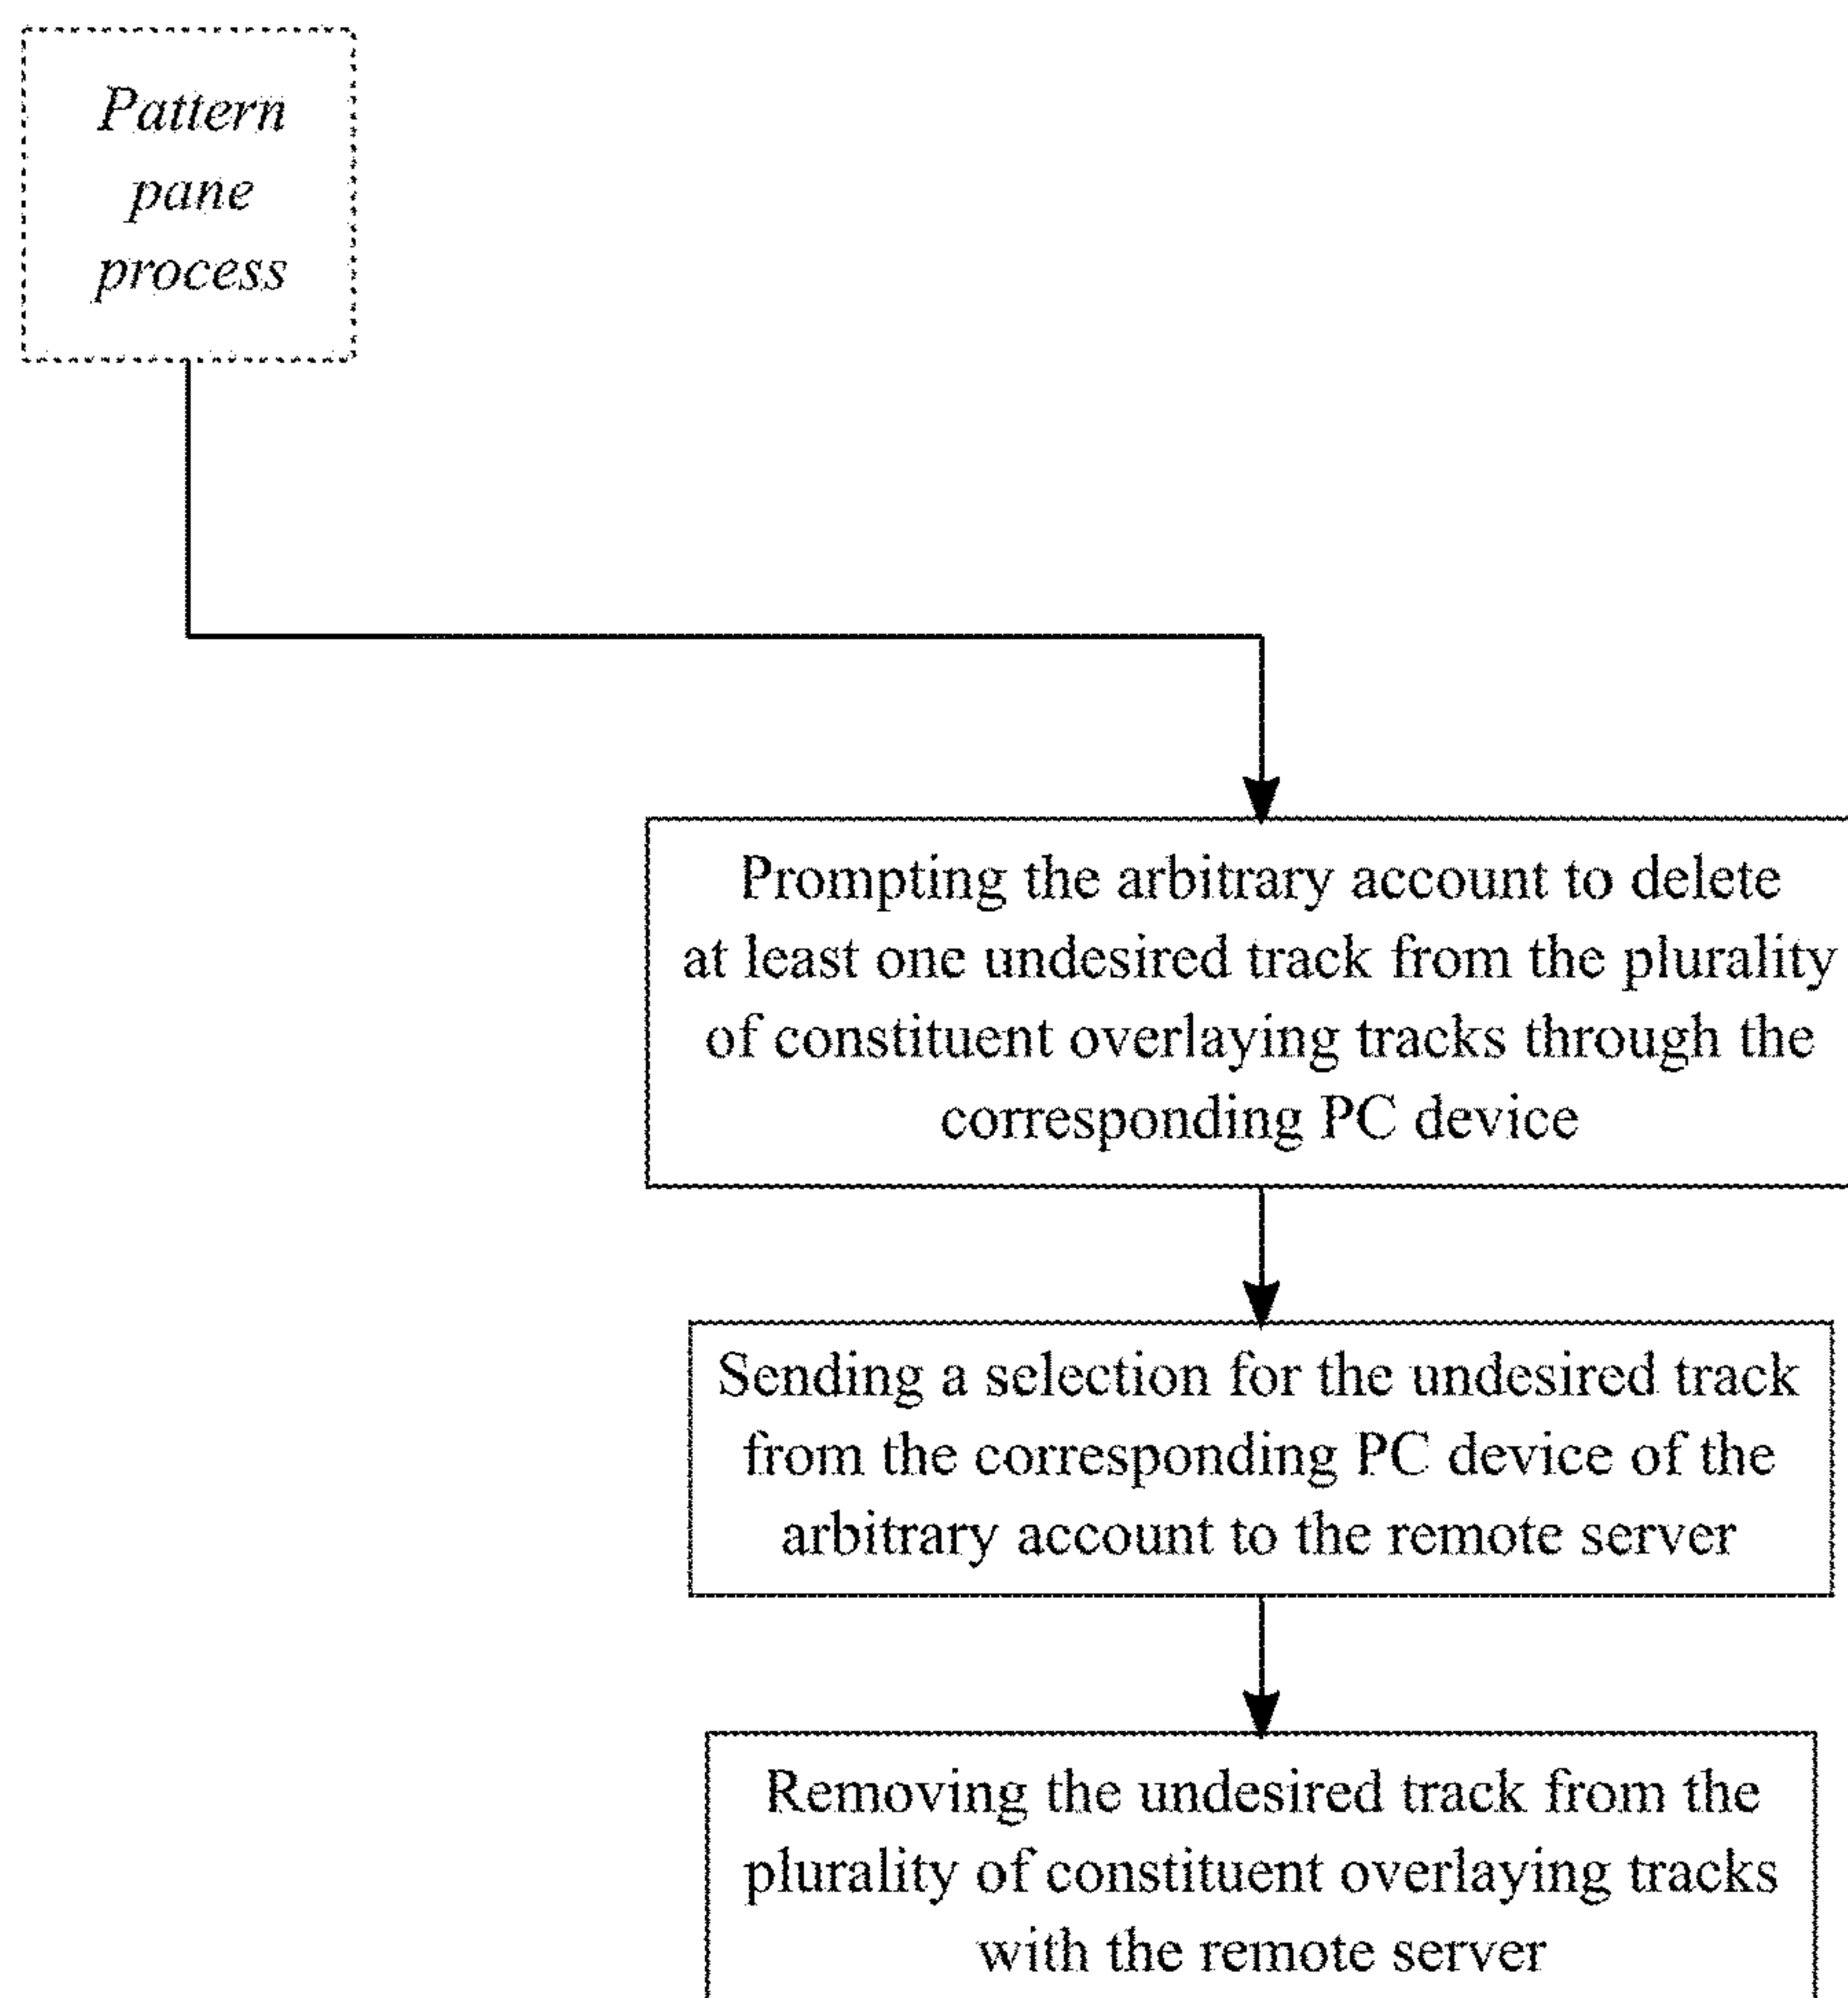 Pattern
pane
process
Prompting the arbitrary account to delete
at least one undesired track from the plurality
of constituent overlaying tracks through the
corresponding PC device
Sending a selection for the undesired track
from the corresponding PC device of the
arbitrary account to the remote server
Removing the undesired track from the
plurality of constituent overlaying tracks
with the remote server